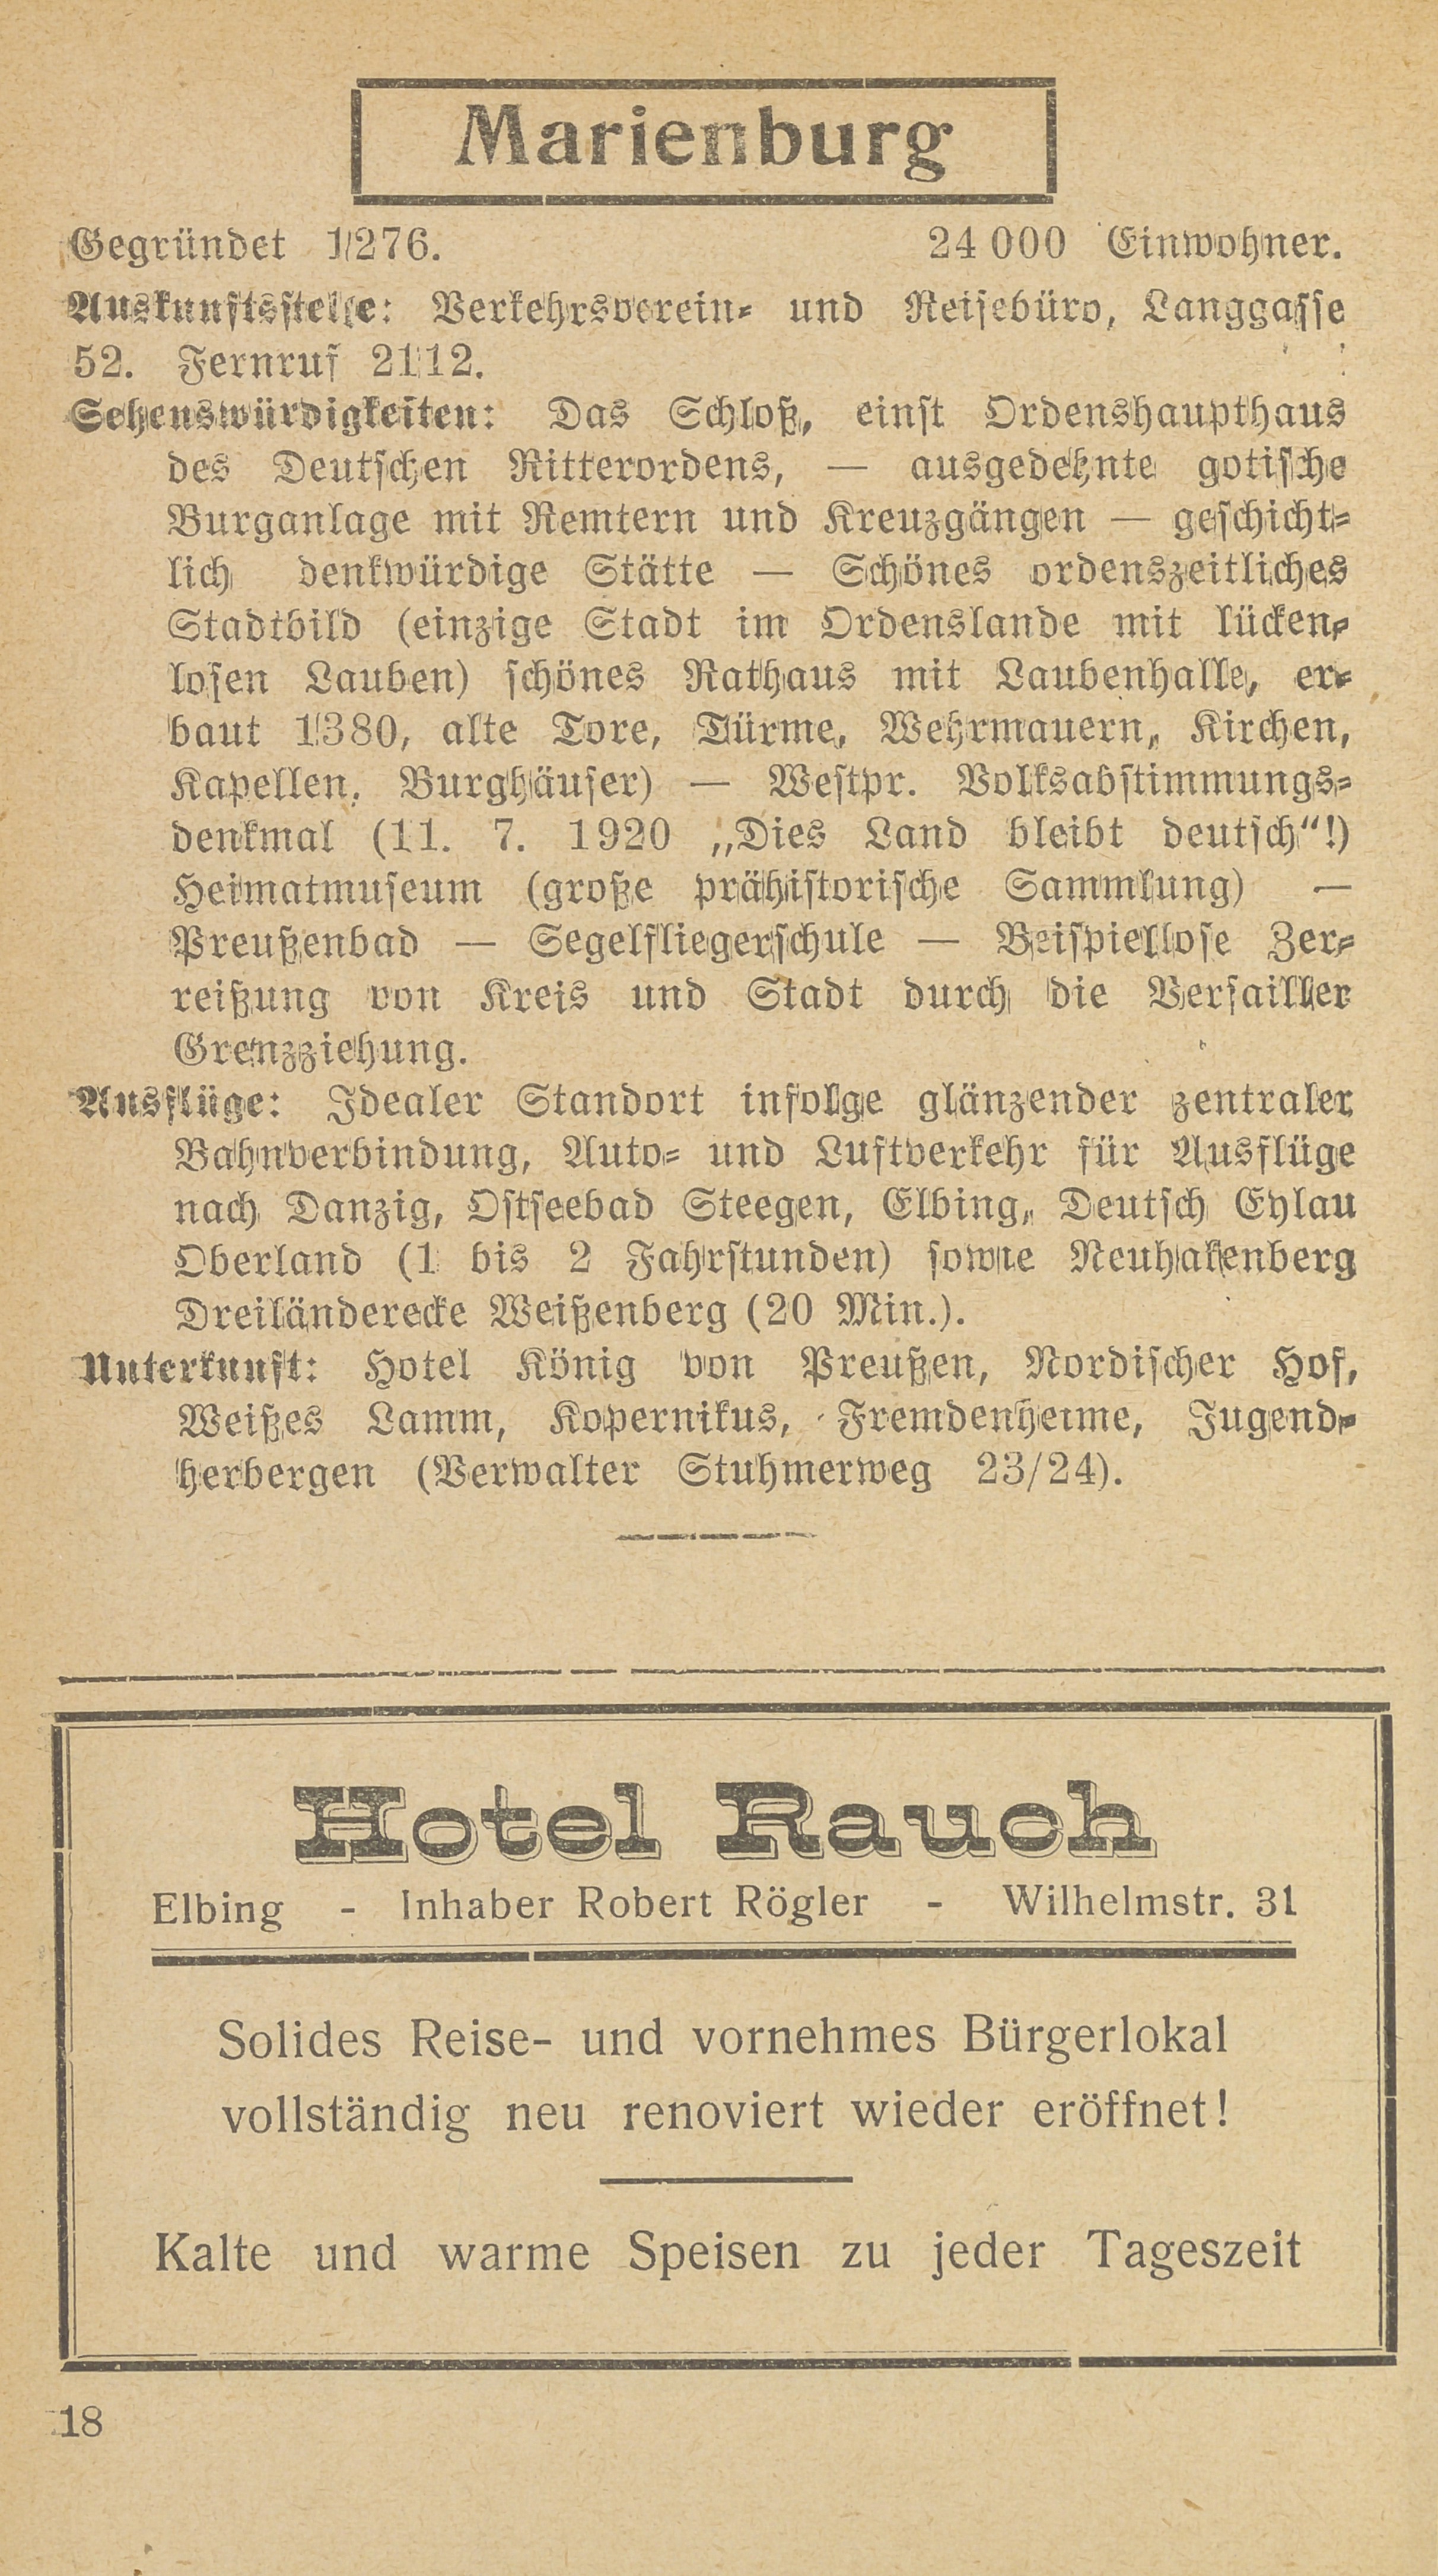 Marienburg
Gegründet 1276. 24 000 Einwohner.
Auskunftsstelle: Verkehrsverein- und Reisebüro, Langgasse
52. Fernruf 2112.
Sehenswürdigkeiten: Das Schloß, einst Ordenshaupthaus
des Deutschen Ritterordens, — ausgedehnte gotische
Burganlage mit Remtern und Kreuzgängen — geschicht-
lich denkwürdige Stätte — Schönes ordenszeitliches
Stadtbild (einzige Stadt im Ordenslande mit lücken-
losen Lauben) schönes Rathaus mit Laubenhalle, er-
baut 1380, alte Tore, Türme, Wehrmauern, Kirchen,
Kapellen, Burghäuser) — Westpr. Volksabstimmungs-
denkmal (11. 7. 1920 „Dies Land bleibt deutsch“!)
Heimatmuseum (große prähistorische Sammlung) —
Preußenbad — Segelfliegerschule — Beispiellose Zer-
reißung von Kreis und Stadt durch die Versailler
Grenzziehung.
Ausflüge: Idealer Standort infolge glänzender zentraler
Bahnverbindung, Auto- und Luftverkehr für Ausflüge
nach Danzig, Ostseebad Steegen, Elbing, Deutsch Eylau
Oberland (1 bis 2 Fahrstunden) sowie Neuhakenberg
Dreiländerecke Weißenberg (20 Min.).
Unterkunft: Hotel König von Preußen, Nordischer Hof,
Weißes Lamm, Kopernikus, Fremdenheime, Jugend-
herbergen (Verwalter Stuhmerweg 23/24).
Hotel Rauch
Elbing - Inhaber Robert Rögler - Wilhelmstr. 31
Solides Reise- und vornehmes Bürgerlokal
vollständig neu renoviert wieder eröffnet!
Kalte und warme Speisen zu jeder Tageszeit
18